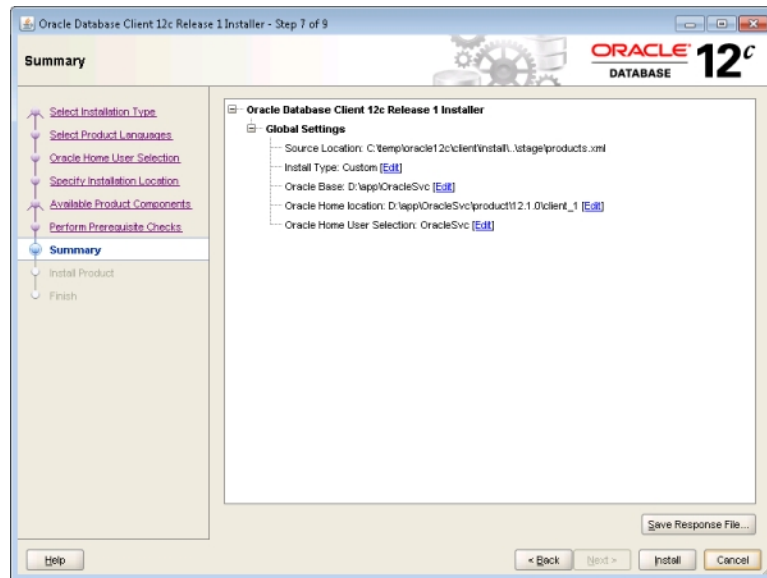 Oracle Database Client 12c Release 1 Installer - Step 7 of 9
Summary
ORACLE
DATABASE
12c
Select Installation Type
Select Product Languages
Oracle Home User Selection
Specify Installation Location
Available Product Components
Perform Prerequisite Checks
Summary
Install Product
Finish
Oracle Database Client 12c Release 1 Installer
Global Settings
Source Location: C:\temp\oracle12c\client\install\..\stage\products.xml
Install Type: Custom [Edit]
Oracle Base: D:\app\OracleSvc [Edit]
Oracle Home location: D:\app\OracleSvc\product\12.1.0\client_1 [Edit]
Oracle Home User Selection: OracleSvc [Edit]
Save Response File...
Help
< Back
Next >
Install
Cancel